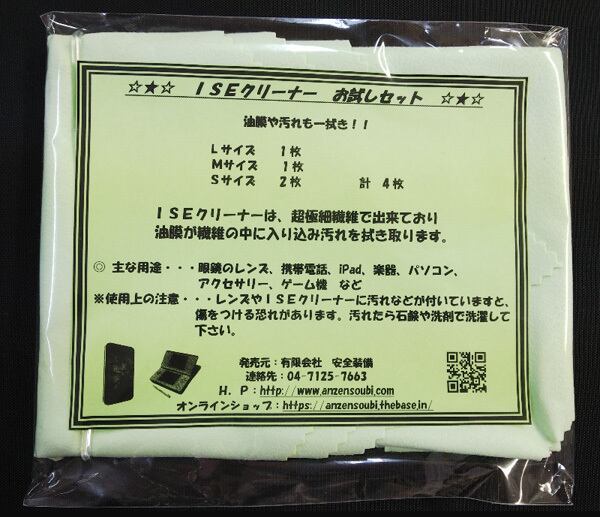 ☆★☆ ISEクリーナー お試しセット ☆★☆
油膜や汚れも一拭き！！
Lサイズ 1枚
Mサイズ 1枚
Sサイズ 2枚 計 4枚
ISEクリーナーは、超極細繊維で出来ており
油膜が繊維の中に入り込み汚れを拭き取ります。
◎ 主な用途・・・眼鏡のレンズ、携帯電話、iPad、楽器、パソコン、
アクセサリー、ゲーム機 など
※使用上の注意・・・レンズやISEクリーナーに汚れなどが付いていますと、
傷をつける恐れがあります。汚れたら石鹸や洗剤で洗濯して
下さい。
発売元：有限会社 安全装備
連絡先：04-7125-7663
H．P：http://www.anzensoubi.com
オンラインショップ：https://anzensoubi.thebase.in/